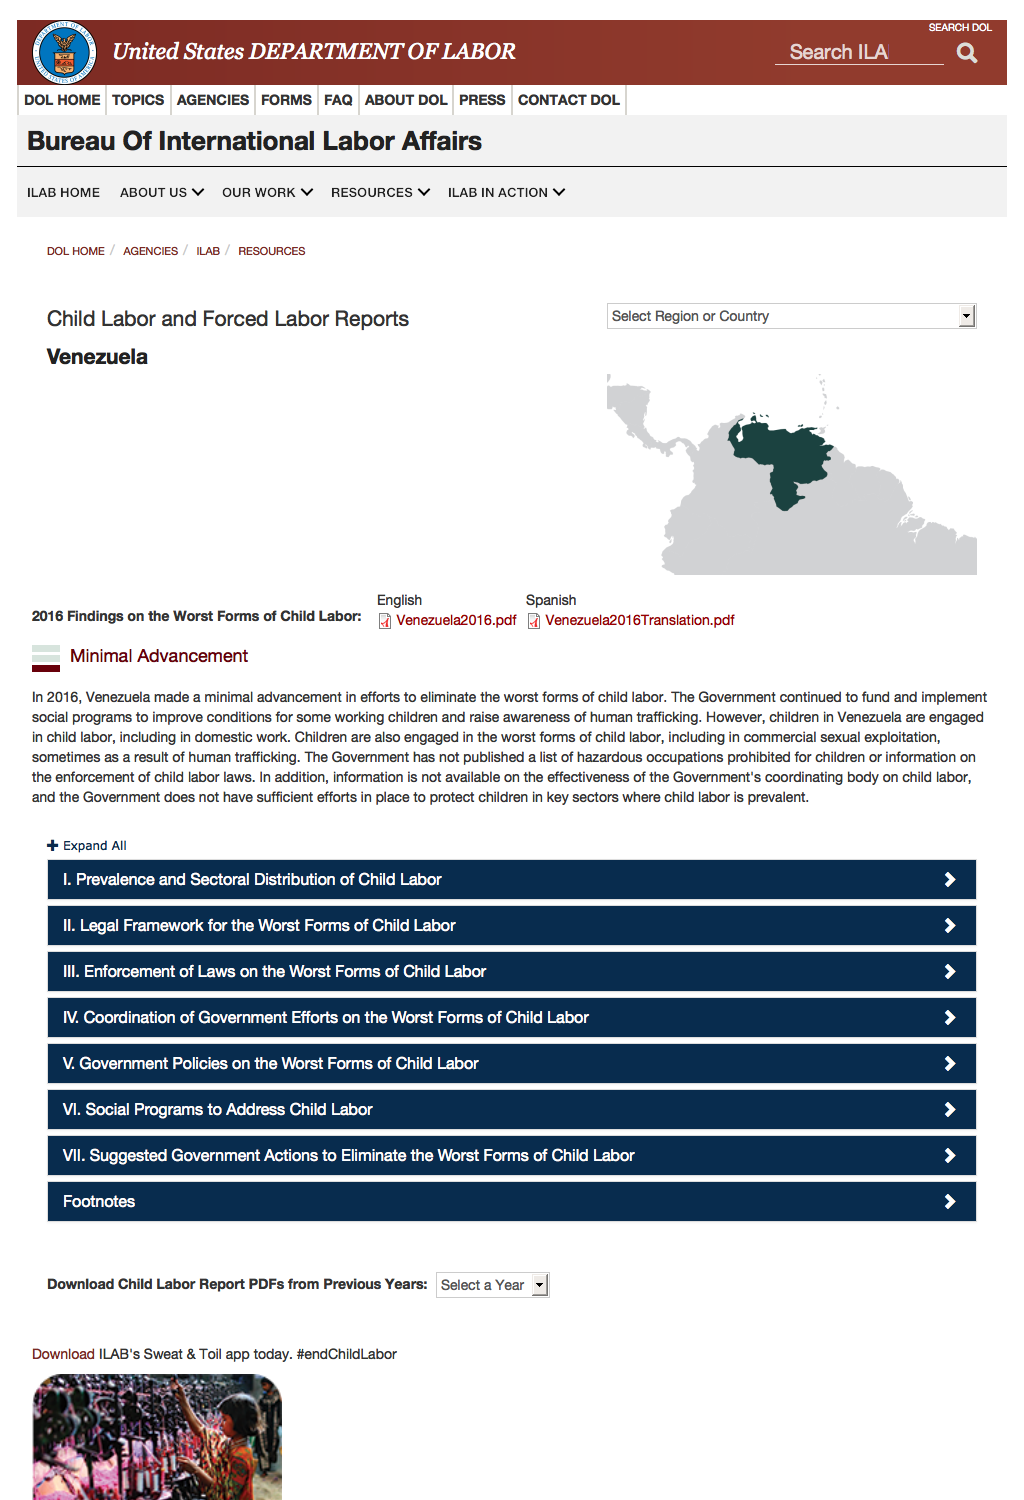 SEARCH DOL
United States DEPARTMENT OF LABOR
Search ILA
DOL HOME TOPICS AGENCIES FORMS FAQ ABOUT DOL PRESS CONTACT DOL
Bureau Of International Labor Affairs
ILAB HOME ABOUT US OUR WORK RESOURCES ILAB IN ACTION
DOL HOME / AGENCIES / ILAB / RESOURCES
Child Labor and Forced Labor Reports
Select Region or Country
Venezuela
English Spanish
2016 Findings on the Worst Forms of Child Labor:
Venezuela2016.pdf Venezuela2016Translation.pdf
Minimal Advancement
In 2016, Venezuela made a minimal advancement in efforts to eliminate the worst forms of child labor. The Government continued to fund and implement
social programs to improve conditions for some working children and raise awareness of human trafficking. However, children in Venezuela are engaged
in child labor, including in domestic work. Children are also engaged in the worst forms of child labor, including in commercial sexual exploitation,
sometimes as a result of human trafficking. The Government has not published a list of hazardous occupations prohibited for children or information on
the enforcement of child labor laws. In addition, information is not available on the effectiveness of the Government's coordinating body on child labor,
and the Government does not have sufficient efforts in place to protect children in key sectors where child labor is prevalent.
Expand All
I. Prevalence and Sectoral Distribution of Child Labor
II. Legal Framework for the Worst Forms of Child Labor
III. Enforcement of Laws on the Worst Forms of Child Labor
IV. Coordination of Government Efforts on the Worst Forms of Child Labor
V. Government Policies on the Worst Forms of Child Labor
VI. Social Programs to Address Child Labor
VII. Suggested Government Actions to Eliminate the Worst Forms of Child Labor
Footnotes
Download Child Labor Report PDFs from Previous Years: Select a Year
Download ILAB's Sweat & Toil app today. #endChildLabor